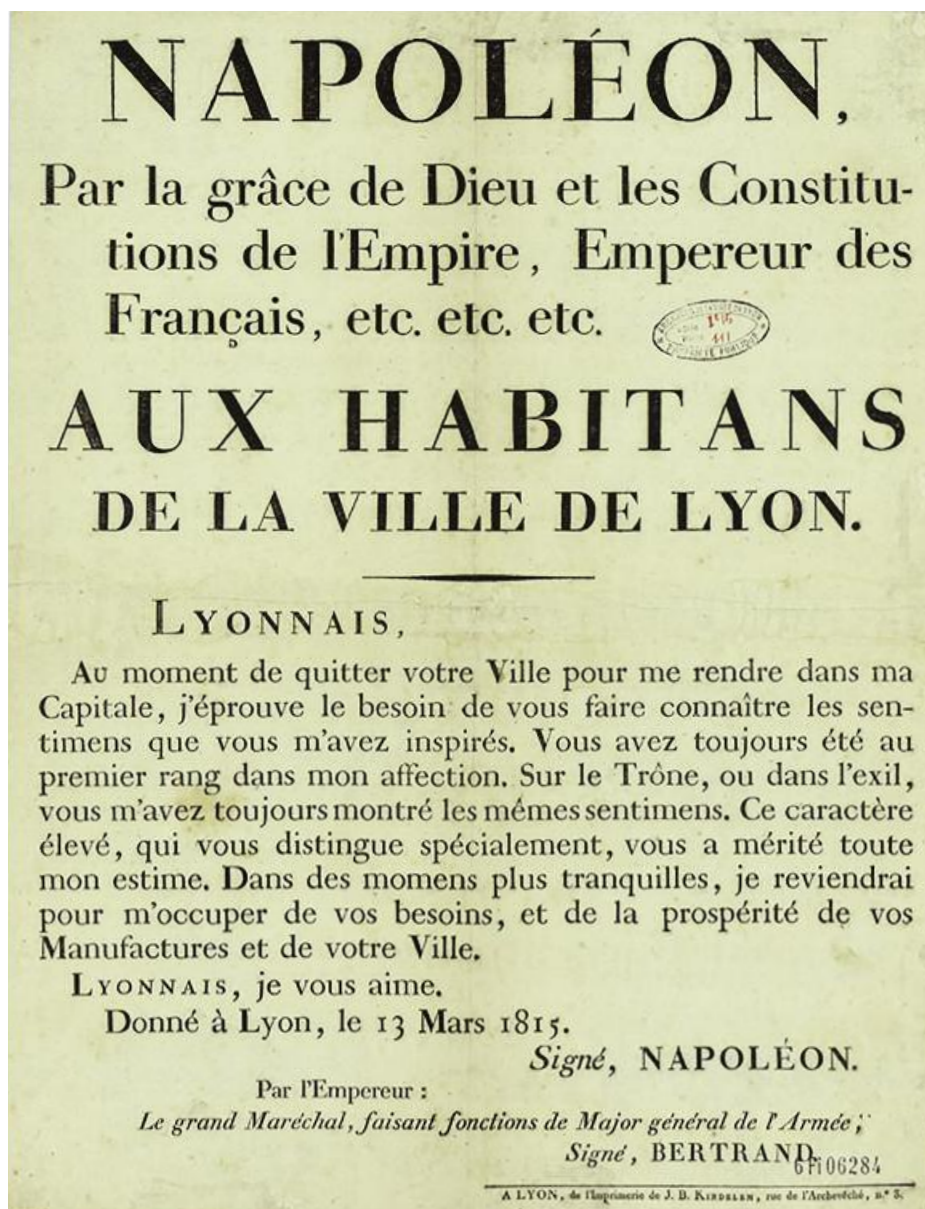 NAPOLÉON,
Par la grâce de Dieu et les Constitu-
tions de l'Empire, Empereur des
Français, etc. etc. etc.
AUX HABITANS
DE LA VILLE DE LYON.
LYONNAIS,
Au moment de quitter votre Ville pour me rendre dans ma
Capitale, j'éprouve le besoin de vous faire connaître les sen-
timens que vous m'avez inspirés. Vous avez toujours été au
premier rang dans mon affection. Sur le Trône, ou dans l'exil,
vous m'avez toujours montré les mêmes sentimens. Ce caractère
élevé, qui vous distingue spécialement, vous a mérité toute
mon estime. Dans des momens plus tranquilles, je reviendrai
pour m'occuper de vos besoins, et de la prospérité de vos
Manufactures et de votre Ville.
LYONNAIS, je vous aime.
Donné à Lyon, le 13 Mars 1815.
Signé, NAPOLÉON.
Par l'Empereur :
Le grand Maréchal, faisant fonctions de Major général de l'Armée,
Signé, BERTRAND.
6Fi06284
A LYON, de l'Imprimerie de J. B. KINDELEM, rue de l'Archevêché, n.° 3.